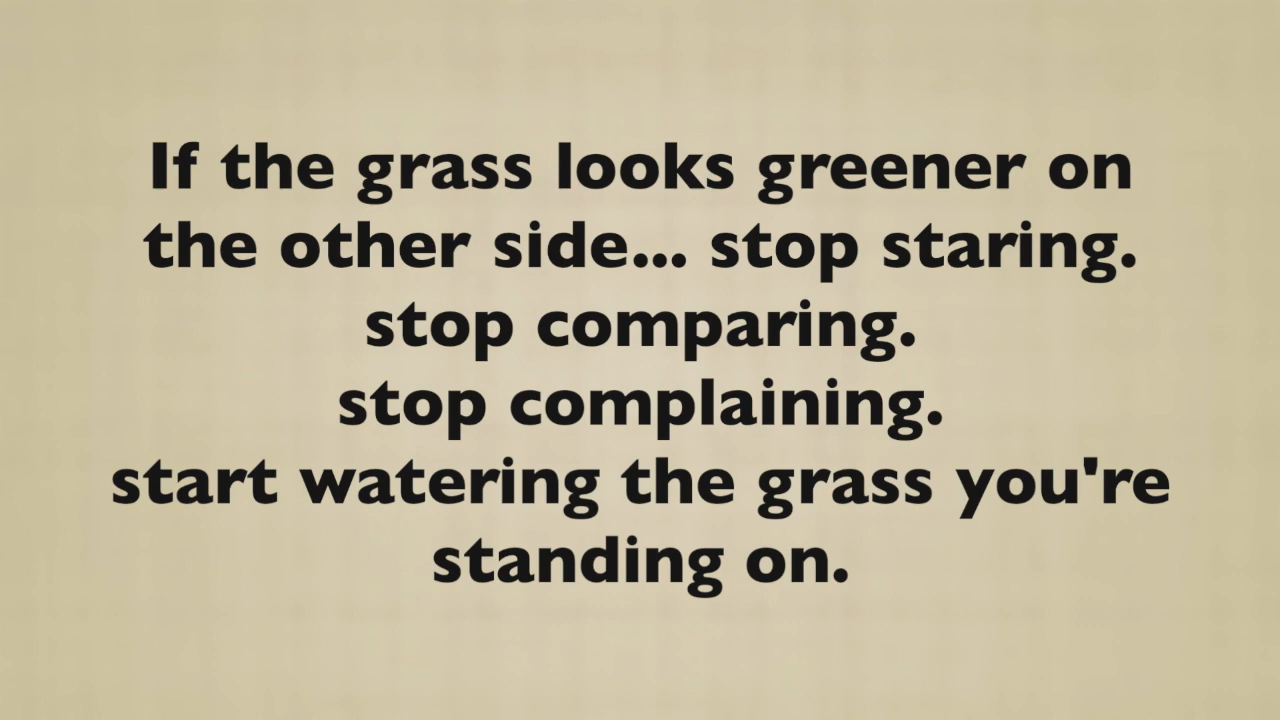 If the grass looks greener on
the other side... stop staring.
stop comparing.
stop complaining.
start watering the grass you're
standing on.